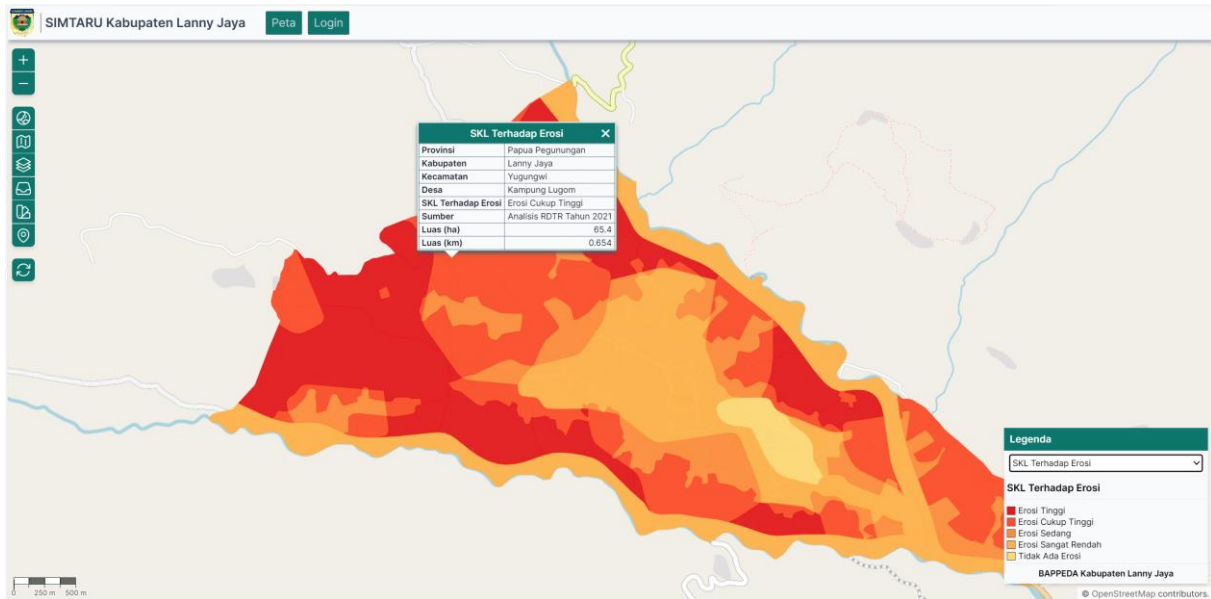 SIMTARU Kabupaten Lanny Jaya Peta Login
+
−
SKL Terhadap Erosi ×
Provinsi Papua Pegunungan
Kabupaten Lanny Jaya
Kecamatan Yugungwi
Desa Kampung Lugom
SKL Terhadap Erosi Erosi Cukup Tinggi
Sumber Analisis RDTR Tahun 2021
Luas (ha) 65.4
Luas (km) 0.654
Legenda
SKL Terhadap Erosi
SKL Terhadap Erosi
Erosi Tinggi
Erosi Cukup Tinggi
Erosi Sedang
Erosi Sangat Rendah
Tidak Ada Erosi
BAPPEDA Kabupaten Lanny Jaya
0 250 m 500 m
© OpenStreetMap contributors.